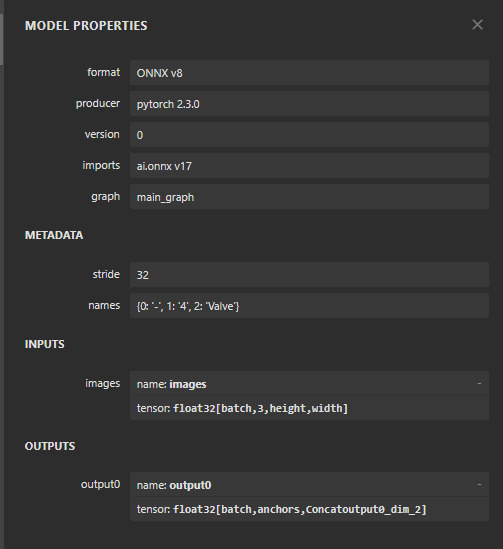 MODEL PROPERTIES
format ONNX v8
producer pytorch 2.3.0
version 0
imports ai.onnx v17
graph main_graph
METADATA
stride 32
names {0: '-', 1: '4', 2: 'Valve'}
INPUTS
images name: images -
tensor: float32[batch,3,height,width]
OUTPUTS
output0 name: output0 -
tensor: float32[batch,anchors,Concatoutput0_dim_2]